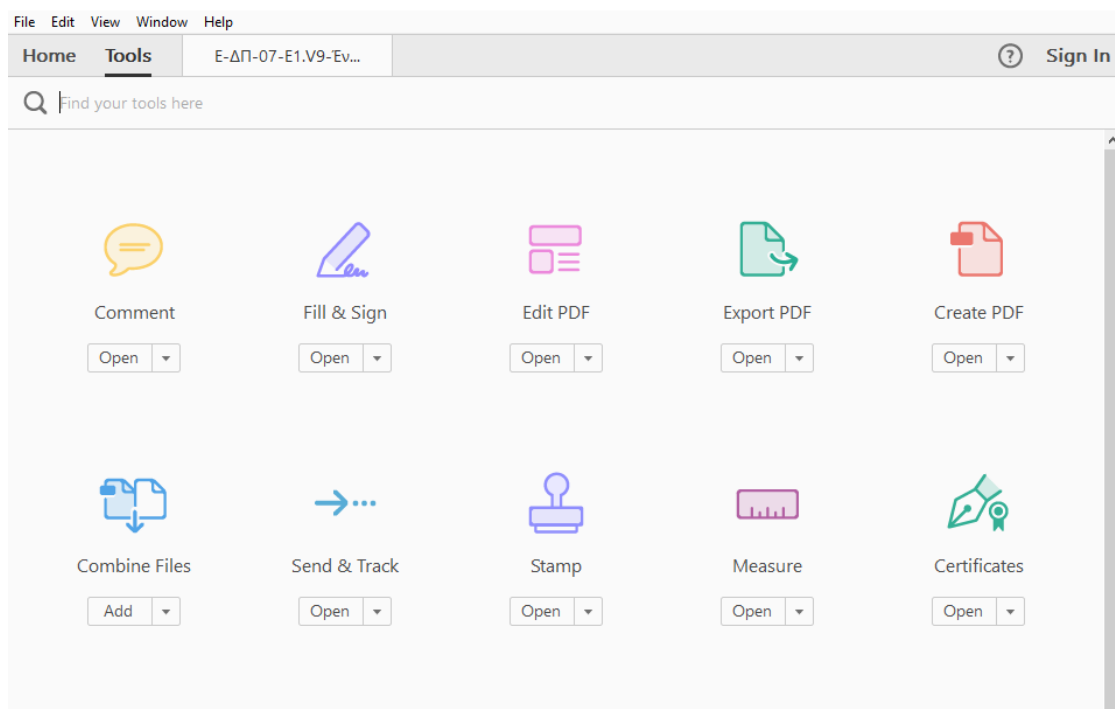 File Edit View Window Help
Home Tools Ε-ΔΠ-07-Ε1.V9-Έν... ? Sign In
Find your tools here
Comment Fill & Sign Edit PDF Export PDF Create PDF
Open Open Open Open Open
Combine Files Send & Track Stamp Measure Certificates
Add Open Open Open Open